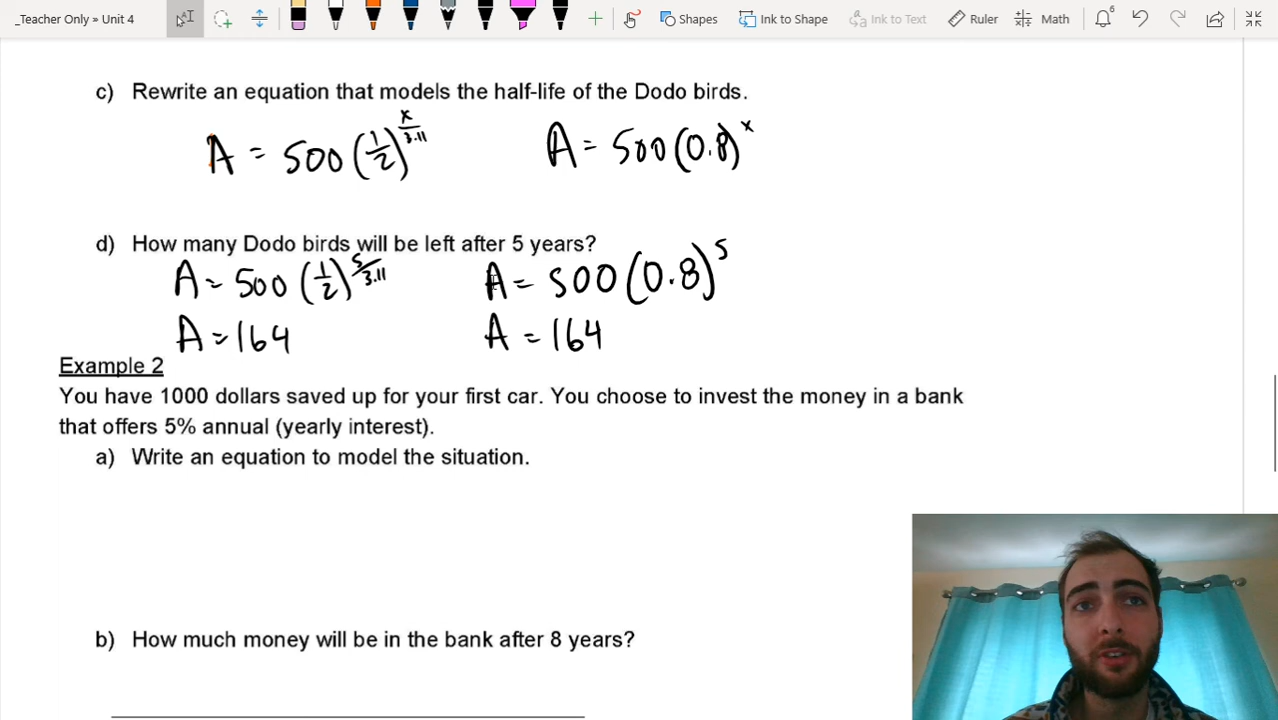 _Teacher Only » Unit 4
Shapes Ink to Shape Ink to Text Ruler Math 6
c) Rewrite an equation that models the half-life of the Dodo birds.
A = 500 (1/2)^(x/3.11) A = 500 (0.8)^x
d) How many Dodo birds will be left after 5 years?
A = 500 (1/2)^(5/3.11) A = 500 (0.8)^5
A = 164 A = 164
Example 2
You have 1000 dollars saved up for your first car. You choose to invest the money in a bank
that offers 5% annual (yearly interest).
a) Write an equation to model the situation.
b) How much money will be in the bank after 8 years?